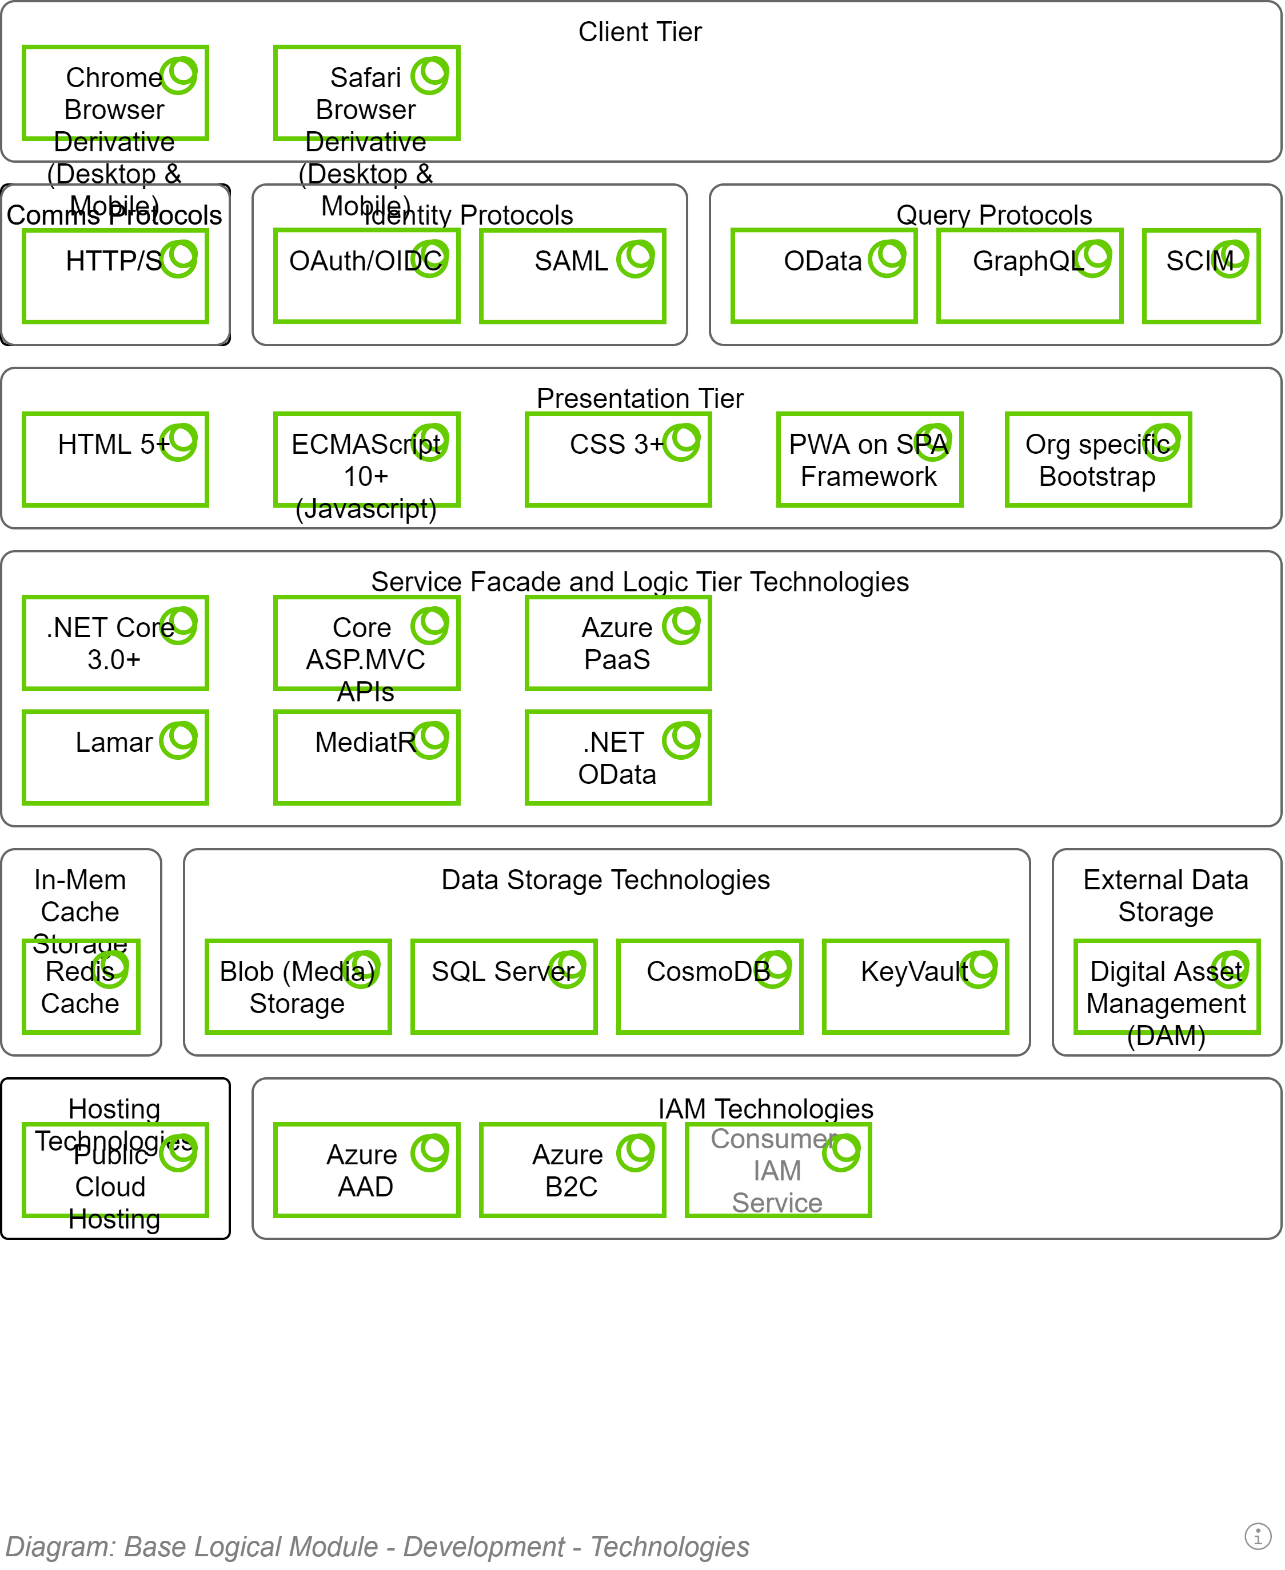 Client Tier
Chrome
Browser
Derivative
(Desktop &
Mobile)
Safari
Browser
Derivative
(Desktop &
Mobile)
Comms Protocols
HTTP/S
Identity Protocols
OAuth/OIDC
SAML
Query Protocols
OData
GraphQL
SCIM
Presentation Tier
HTML 5+
ECMAScript
10+
(Javascript)
CSS 3+
PWA on SPA
Framework
Org specific
Bootstrap
Service Facade and Logic Tier Technologies
.NET Core
3.0+
Core
ASP.MVC
APIs
Azure
PaaS
Lamar
MediatR
.NET
OData
In-Mem
Cache
Storage
Redis
Cache
Data Storage Technologies
Blob (Media)
Storage
SQL Server
CosmoDB
KeyVault
External Data
Storage
Digital Asset
Management
(DAM)
Hosting
Technologies
Public
Cloud
Hosting
IAM Technologies
Azure
AAD
Azure
B2C
Consumer
IAM
Service
Diagram: Base Logical Module - Development - Technologies